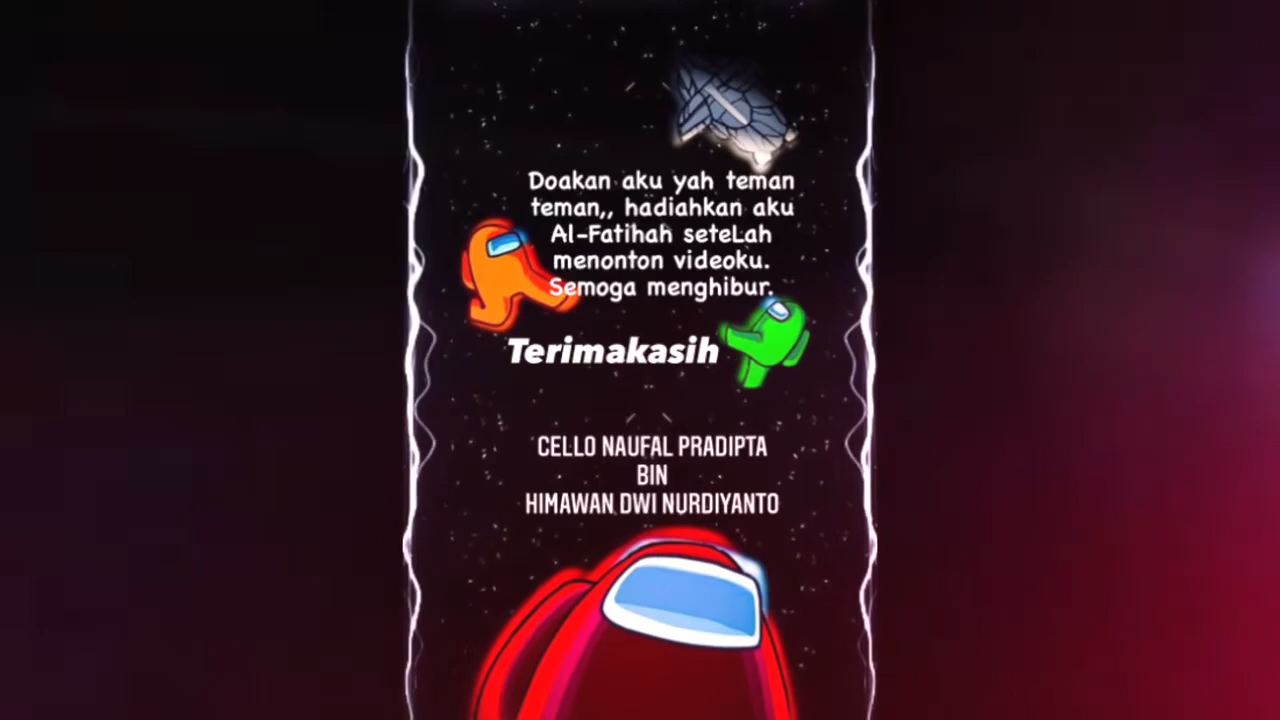 Doakan aku yah teman
teman,, hadiahkan aku
Al-Fatihah seteLah
menonton videoku.
Semoga menghibur.
Terimakasih
CELLO NAUFAL PRADIPTA
BIN
HIMAWAN DWI NURDIYANTO